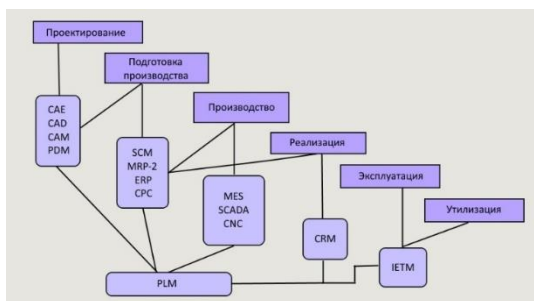 Проектирование
Подготовка
производства
Производство
Реализация
Эксплуатация
Утилизация
CAE
CAD
CAM
PDM
SCM
MRP-2
ERP
CPC
MES
SCADA
CNC
CRM
IETM
PLM